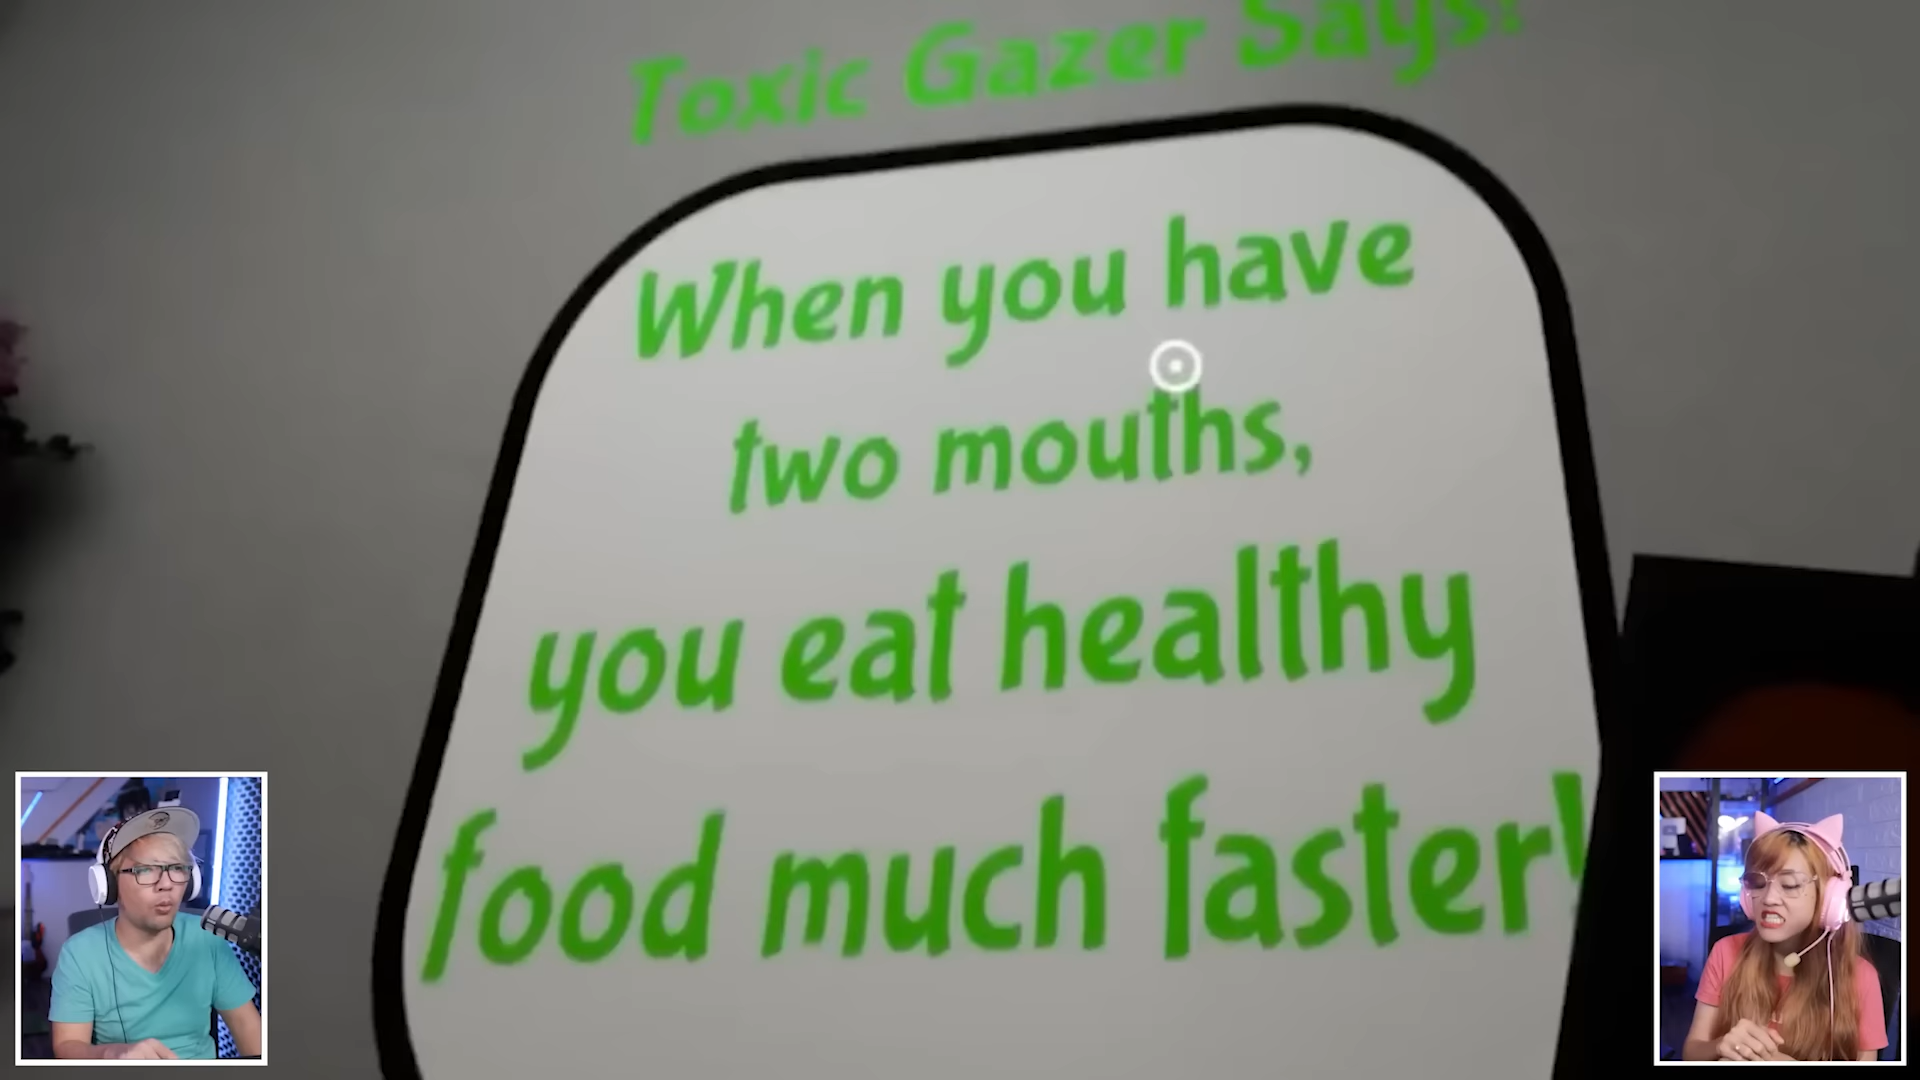 Toxic Gazer Says!
When you have
two mouths,
you eat healthy
food much faster!